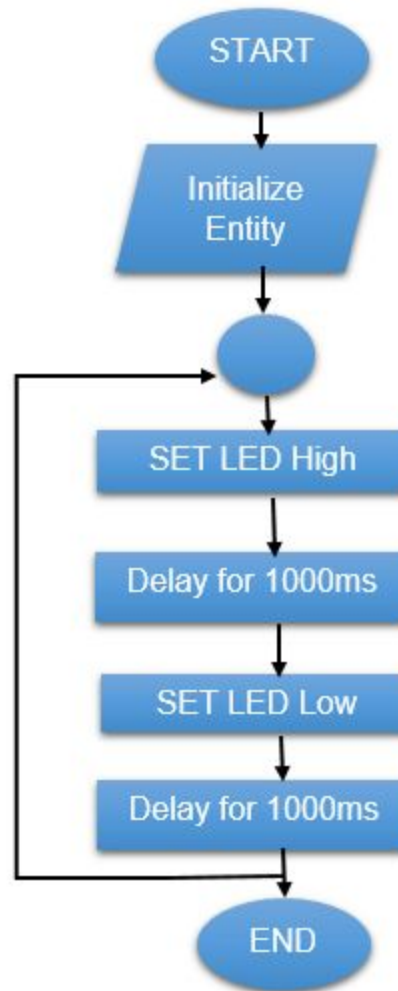 START
Initialize
Entity
SET LED High
Delay for 1000ms
SET LED Low
Delay for 1000ms
END